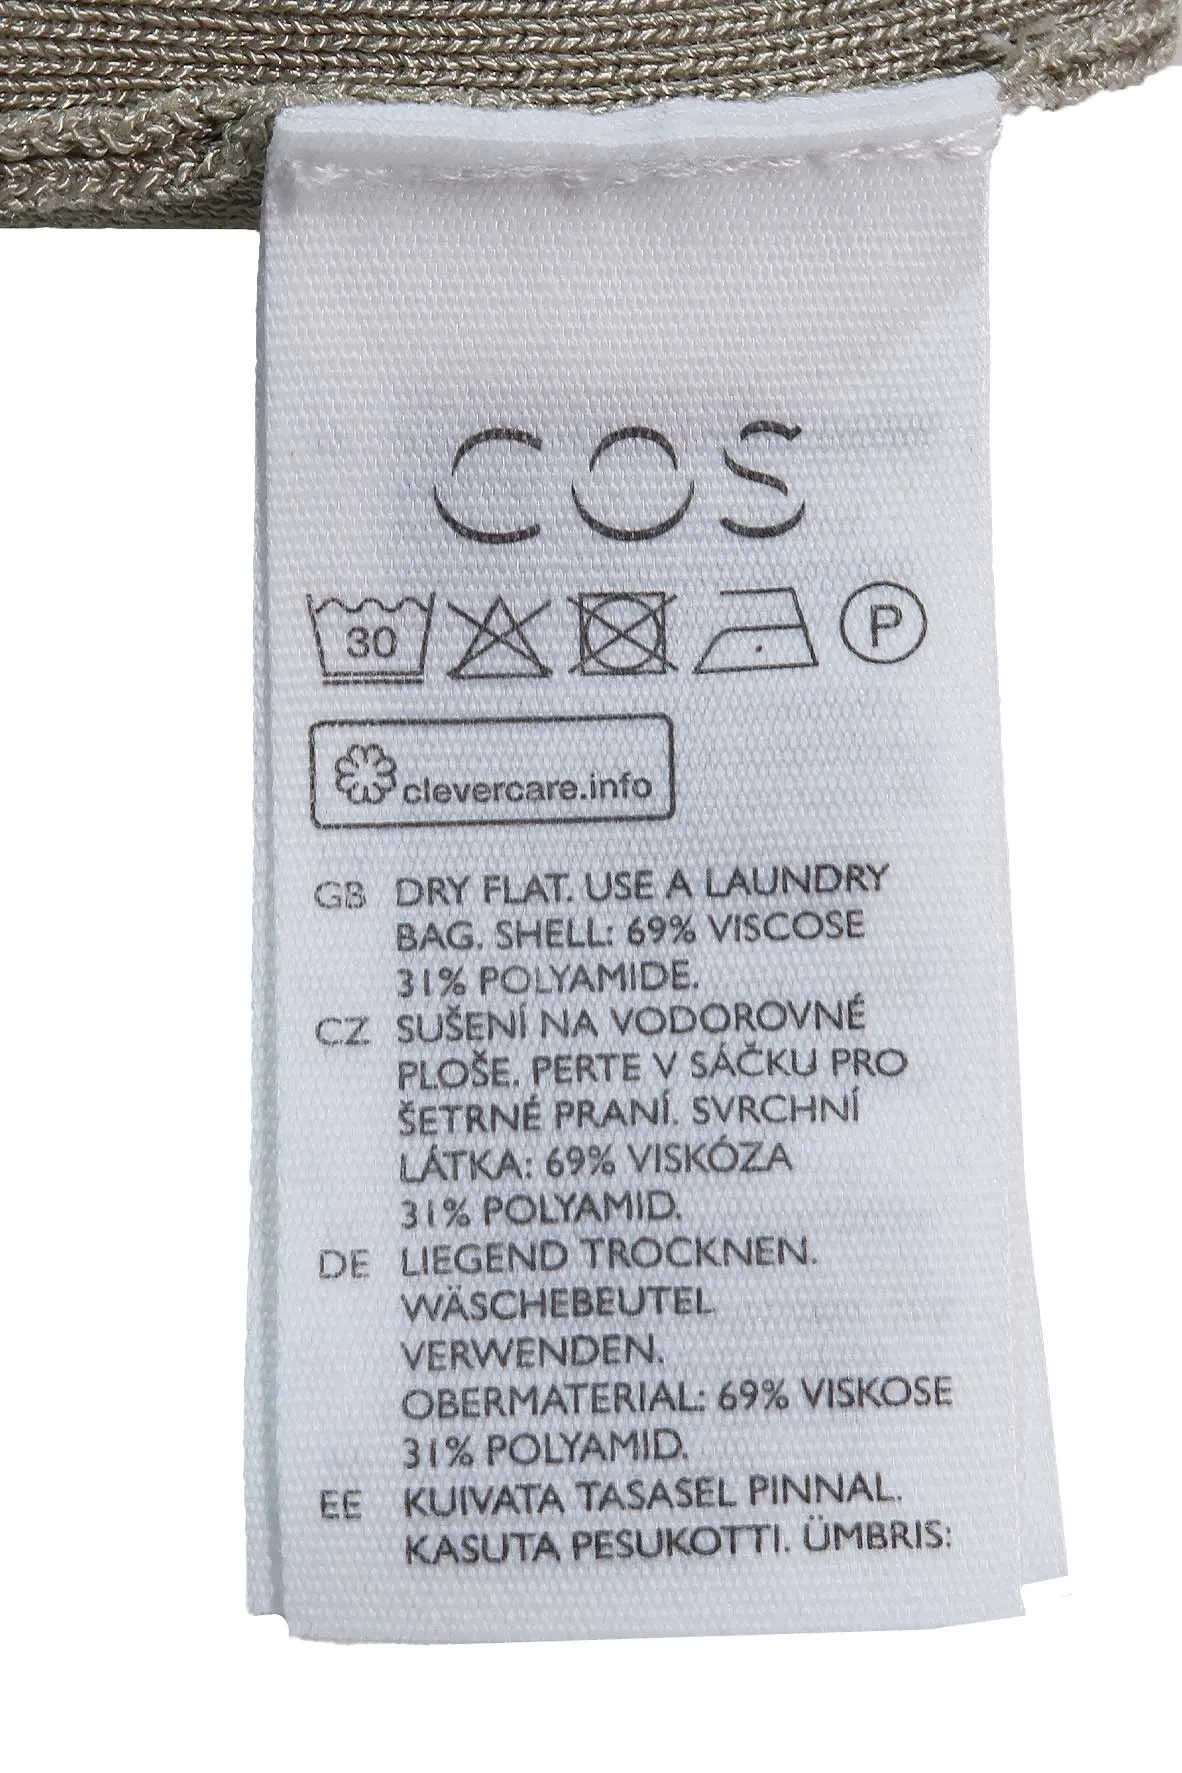 COS
30
P
clevercare.info
GB DRY FLAT. USE A LAUNDRY
BAG. SHELL: 69% VISCOSE
31% POLYAMIDE.
CZ SUŠENÍ NA VODOROVNÉ
PLOŠE. PERTE V SÁČKU PRO
ŠETRNÉ PRANÍ. SVRCHNÍ
LÁTKA: 69% VISKÓZA
31% POLYAMID.
DE LIEGEND TROCKNEN.
WÄSCHEBEUTEL
VERWENDEN.
OBERMATERIAL: 69% VISKOSE
31% POLYAMID.
EE KUIVATA TASASEL PINNAL.
KASUTA PESUKOTTI. ÜMBRIS: